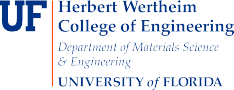 UF
Herbert Wertheim
College of Engineering
Department of Materials Science
& Engineering
UNIVERSITY of FLORIDA